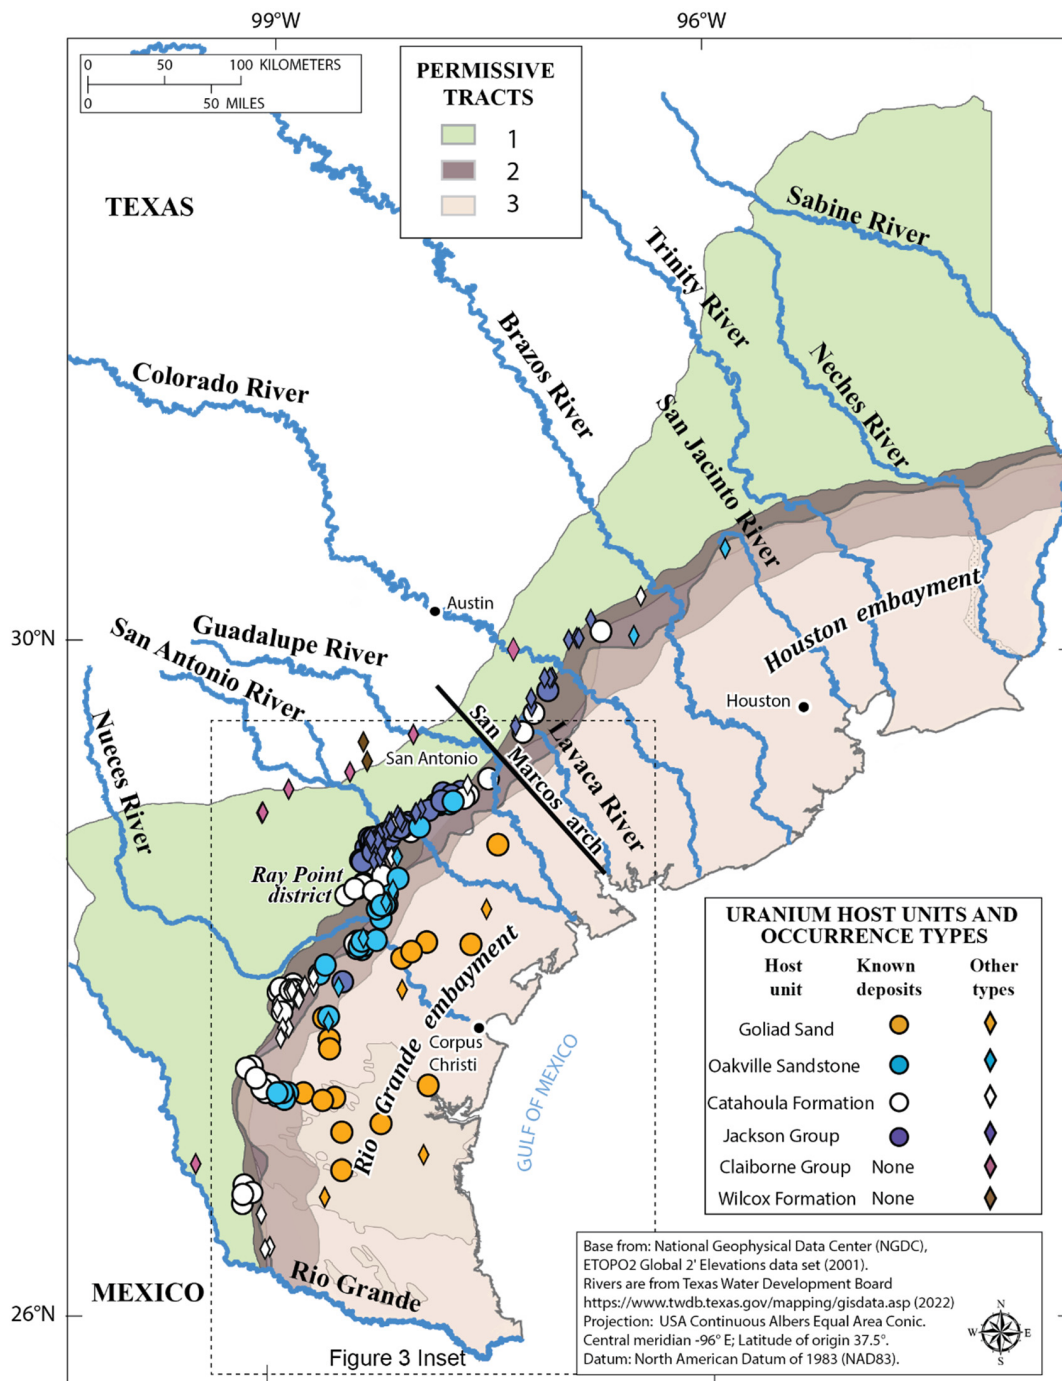 99°W
96°W
0 50 100 KILOMETERS
0 50 MILES
PERMISSIVE
TRACTS
1
2
3
TEXAS
Sabine River
Trinity River
Neches River
Brazos River
San Jacinto River
Colorado River
Austin
30°N
Guadalupe River
San Antonio River
Nueces River
Houston embayment
Houston
San Marcos arch
Lavaca River
San Antonio
Ray Point
district
Rio Grande embayment
Corpus
Christi
GULF OF MEXICO
URANIUM HOST UNITS AND
OCCURRENCE TYPES
Host Known Other
unit deposits types
Goliad Sand
Oakville Sandstone
Catahoula Formation
Jackson Group
Claiborne Group None
Wilcox Formation None
MEXICO
Rio Grande
26°N
Figure 3 Inset
Base from: National Geophysical Data Center (NGDC),
ETOPO2 Global 2' Elevations data set (2001).
Rivers are from Texas Water Development Board
https://www.twdb.texas.gov/mapping/gisdata.asp (2022)
Projection: USA Continuous Albers Equal Area Conic.
Central meridian -96° E; Latitude of origin 37.5°.
Datum: North American Datum of 1983 (NAD83).
N
W E
S